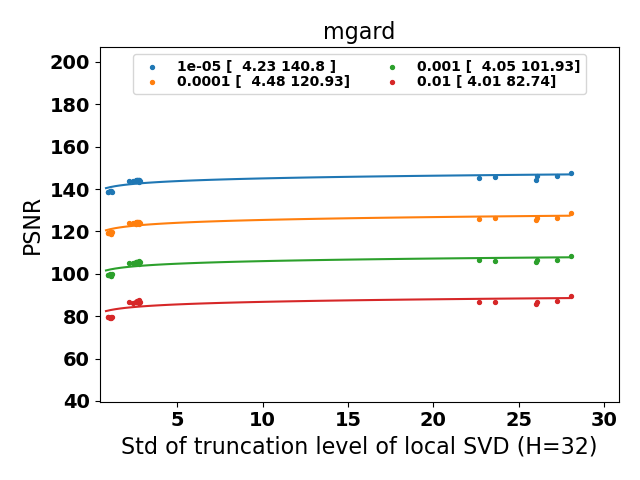 mgard
1e-05 [  4.23 140.8 ]
0.0001 [  4.48 120.93]
0.001 [  4.05 101.93]
0.01 [ 4.01 82.74]
PSNR
200
180
160
140
120
100
80
60
40
5 10 15 20 25 30
Std of truncation level of local SVD (H=32)